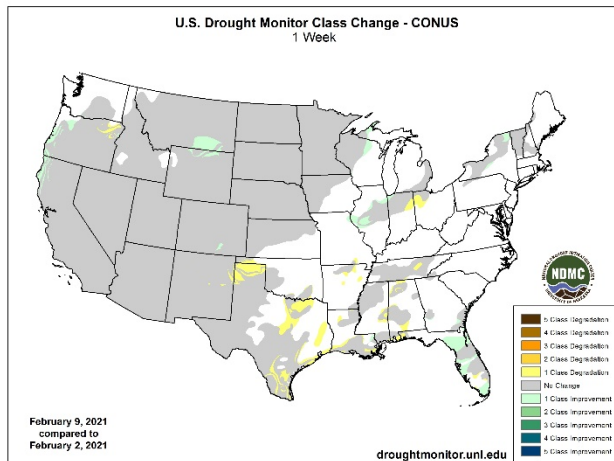 U.S. Drought Monitor Class Change - CONUS
1 Week
NDMC
5 Class Degradation
4 Class Degradation
3 Class Degradation
2 Class Degradation
1 Class Degradation
No Change
1 Class Improvement
2 Class Improvement
3 Class Improvement
4 Class Improvement
5 Class Improvement
February 9, 2021
compared to
February 2, 2021
droughtmonitor.unl.edu